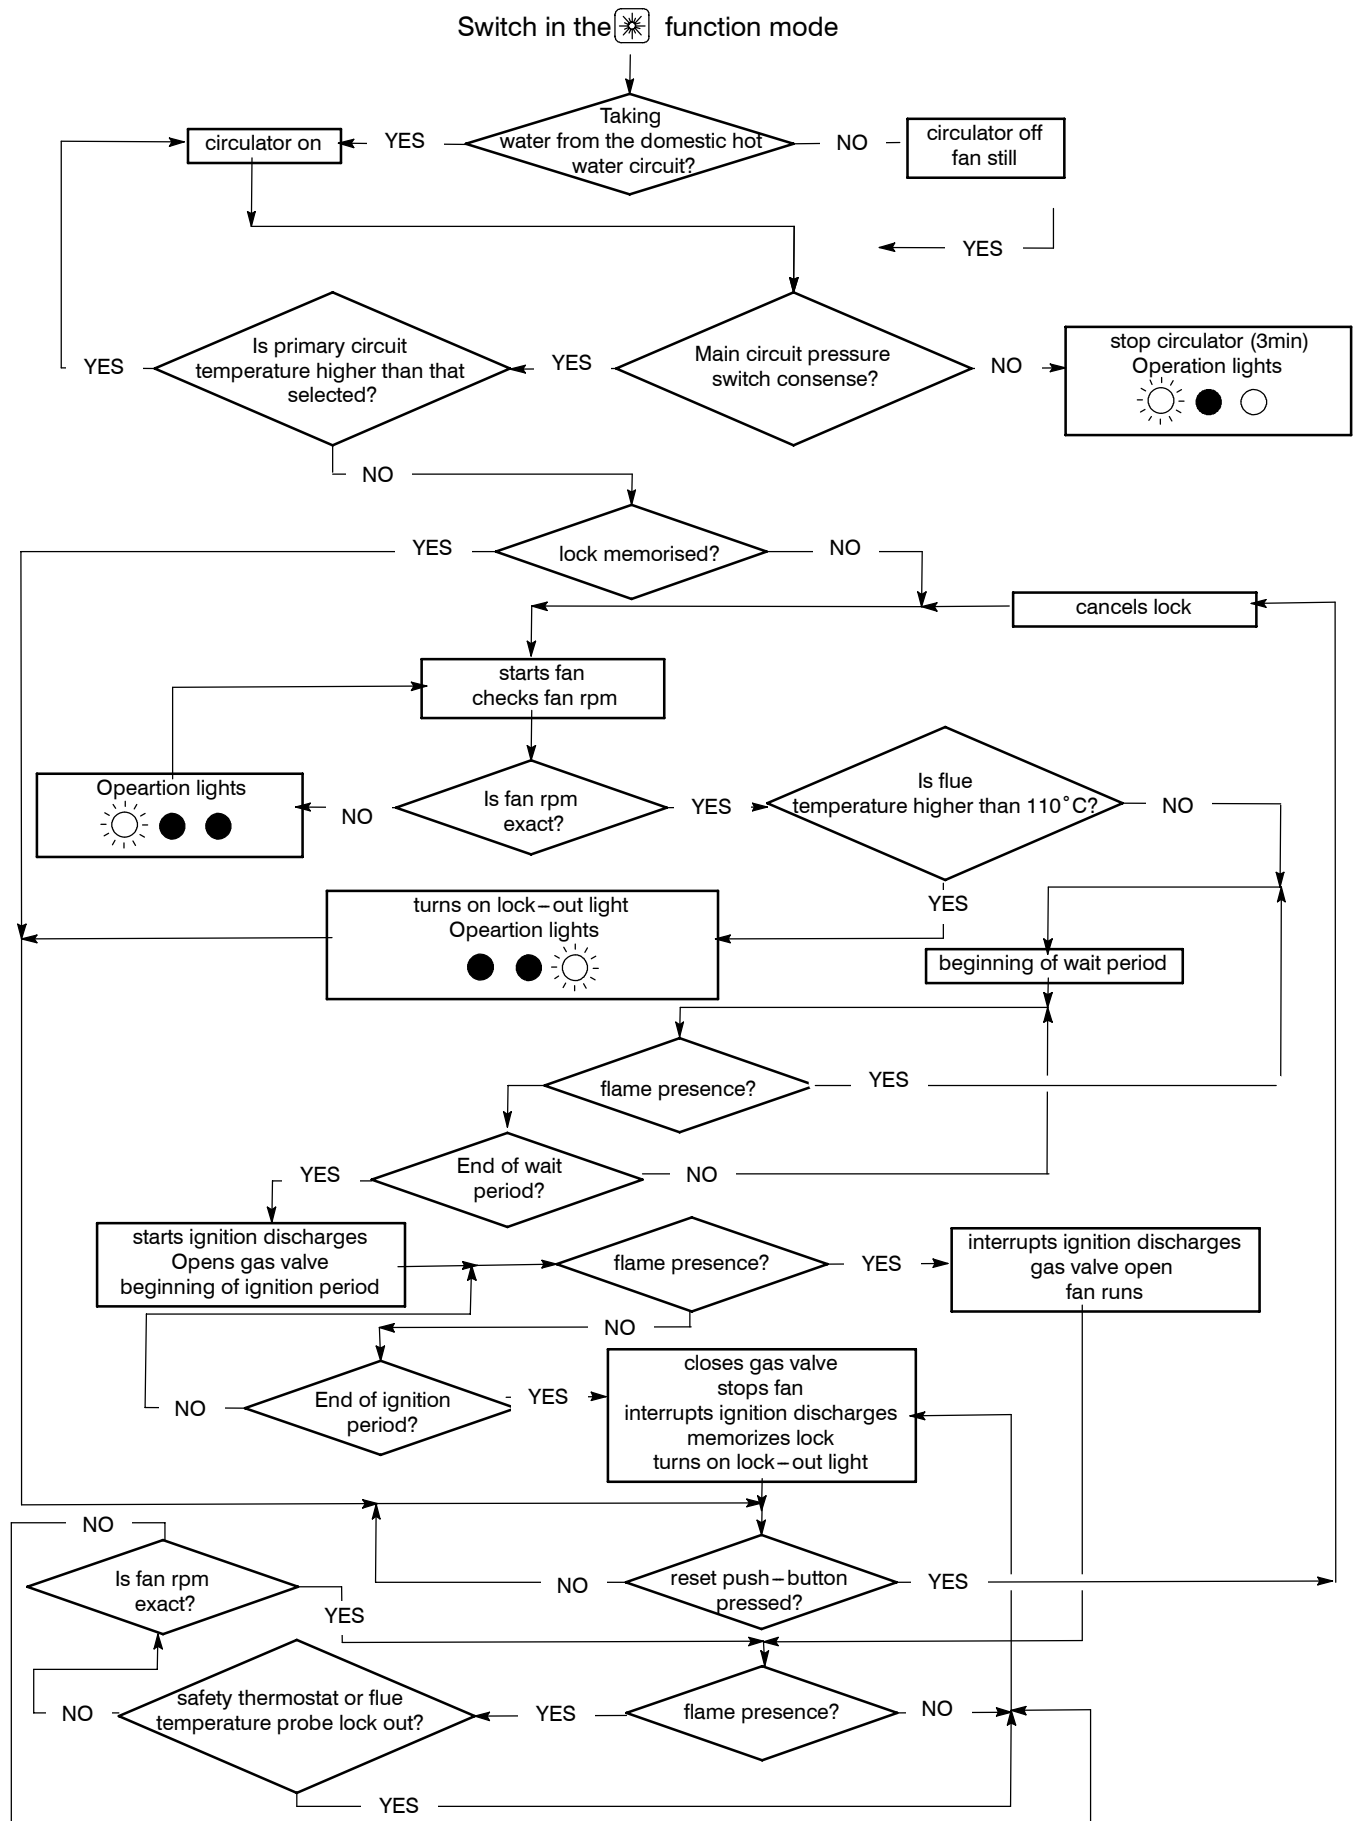 Switch in the function mode
Taking
water from the domestic hot
water circuit?
YES
circulator on
NO
circulator off
fan still
YES
Is primary circuit
temperature higher than that
selected?
YES
YES
Main circuit pressure
switch consense?
NO
stop circulator (3min)
Operation lights
NO
YES
lock memorised?
NO
cancels lock
starts fan
checks fan rpm
Opeartion lights
NO
Is fan rpm
exact?
YES
Is flue
temperature higher than 110°C?
NO
YES
turns on lock-out light
Opeartion lights
beginning of wait period
flame presence?
YES
YES
End of wait
period?
NO
starts ignition discharges
Opens gas valve
beginning of ignition period
flame presence?
YES
interrupts ignition discharges
gas valve open
fan runs
NO
NO
End of ignition
period?
YES
closes gas valve
stops fan
interrupts ignition discharges
memorizes lock
turns on lock-out light
NO
Is fan rpm
exact?
YES
NO
reset push-button
pressed?
YES
NO
safety thermostat or flue
temperature probe lock out?
YES
flame presence?
NO
YES